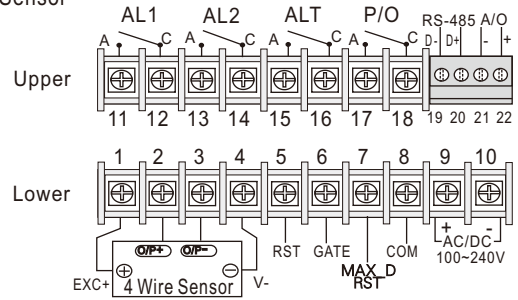 Sensor
AL1 AL2 ALT P/O RS-485 A/O
A C A C A C A C D- D+ - +
Upper
11 12 13 14 15 16 17 18 19 20 21 22
1 2 3 4 5 6 7 8 9 10
Lower
+ -
O/P+ O/P- RST GATE MAX_D COM AC/DC
RST 100~240V
EXC+ 4 Wire Sensor V-